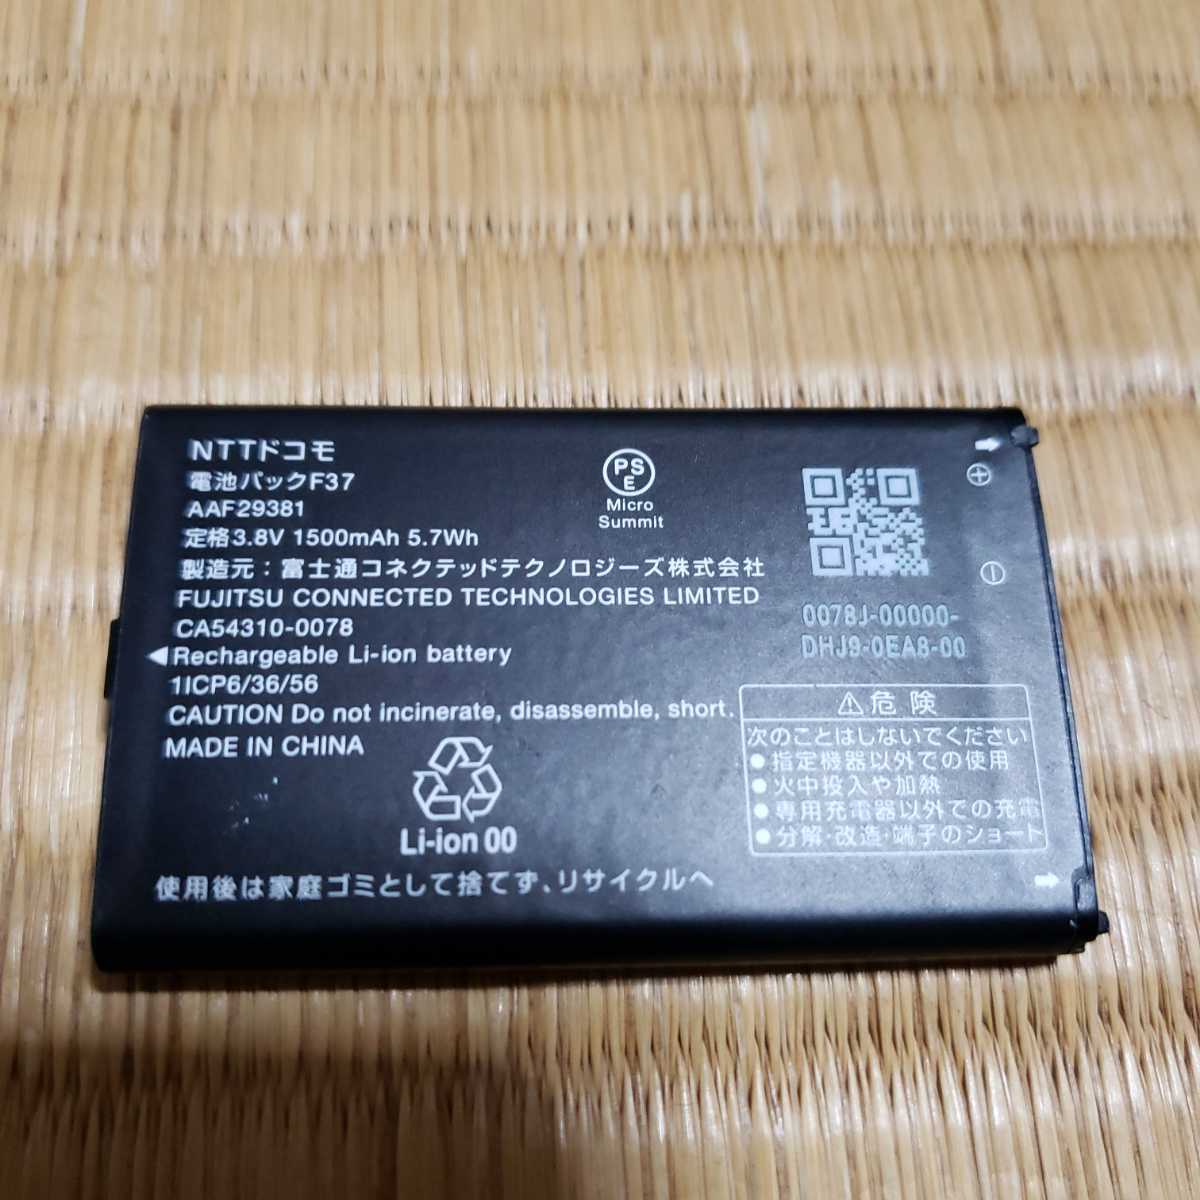 NTTドコモ
電池パックF37
AAF29381
定格3.8V 1500mAh 5.7Wh
製造元：富士通コネクテッドテクノロジーズ株式会社
FUJITSU CONNECTED TECHNOLOGIES LIMITED
CA54310-0078
◀Rechargeable Li-ion battery
1ICP6/36/56
CAUTION Do not incinerate, disassemble, short.
MADE IN CHINA
Li-ion 00
使用後は家庭ゴミとして捨てず、リサイクルへ
PS
E
Micro
Summit
0078J-00000-
DHJ9-0EA8-00
⚠危険
次のことはしないでください
●指定機器以外での使用
●火中投入や加熱
●専用充電器以外での充電
●分解・改造・端子のショート